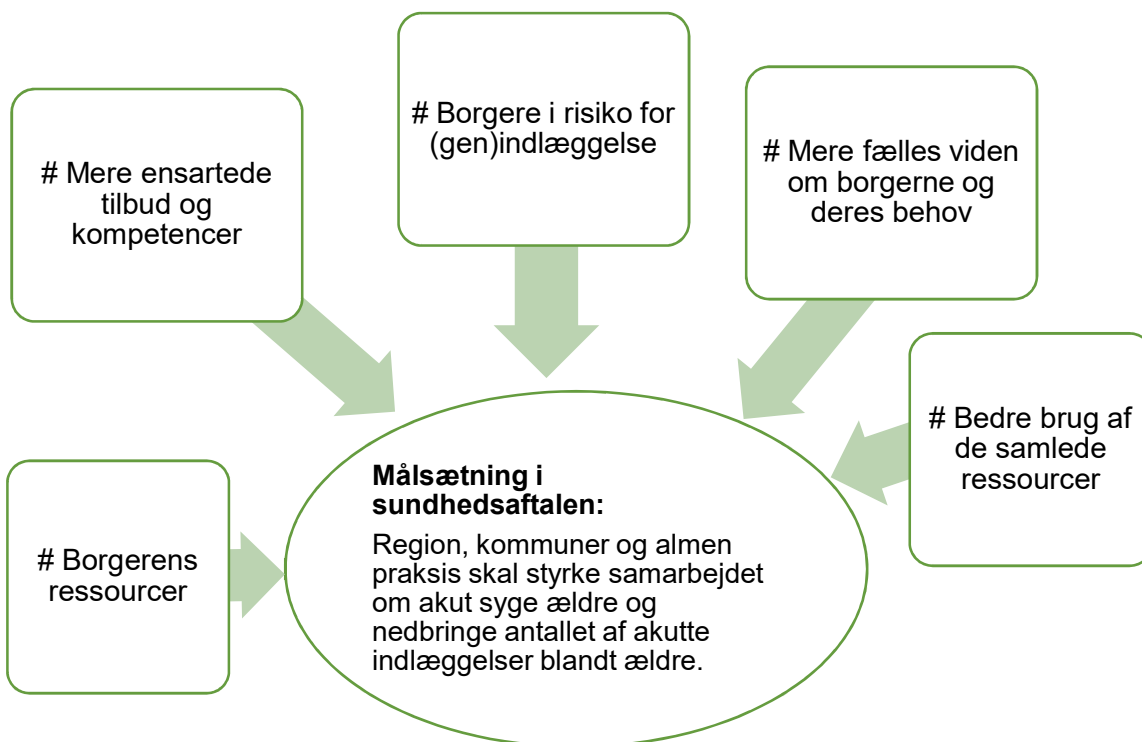 # Mere ensartede
tilbud og
kompetencer
# Borgere i risiko for
(gen)indlæggelse
# Mere fælles viden
om borgerne og
deres behov
# Bedre brug af
de samlede
ressourcer
# Borgerens
ressourcer
Målsætning i
sundhedsaftalen:
Region, kommuner og almen
praksis skal styrke samarbejdet
om akut syge ældre og
nedbringe antallet af akutte
indlæggelser blandt ældre.